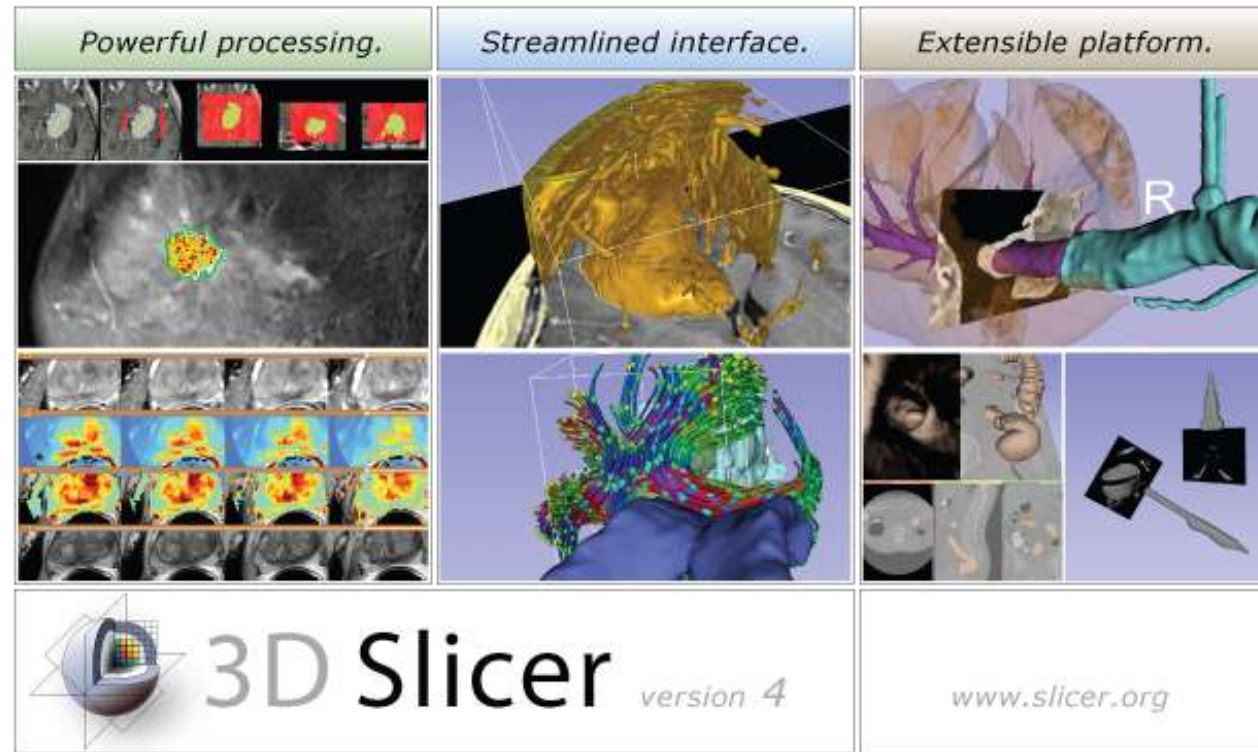 Powerful processing.
Streamlined interface.
Extensible platform.
R
3D Slicer version 4
www.slicer.org